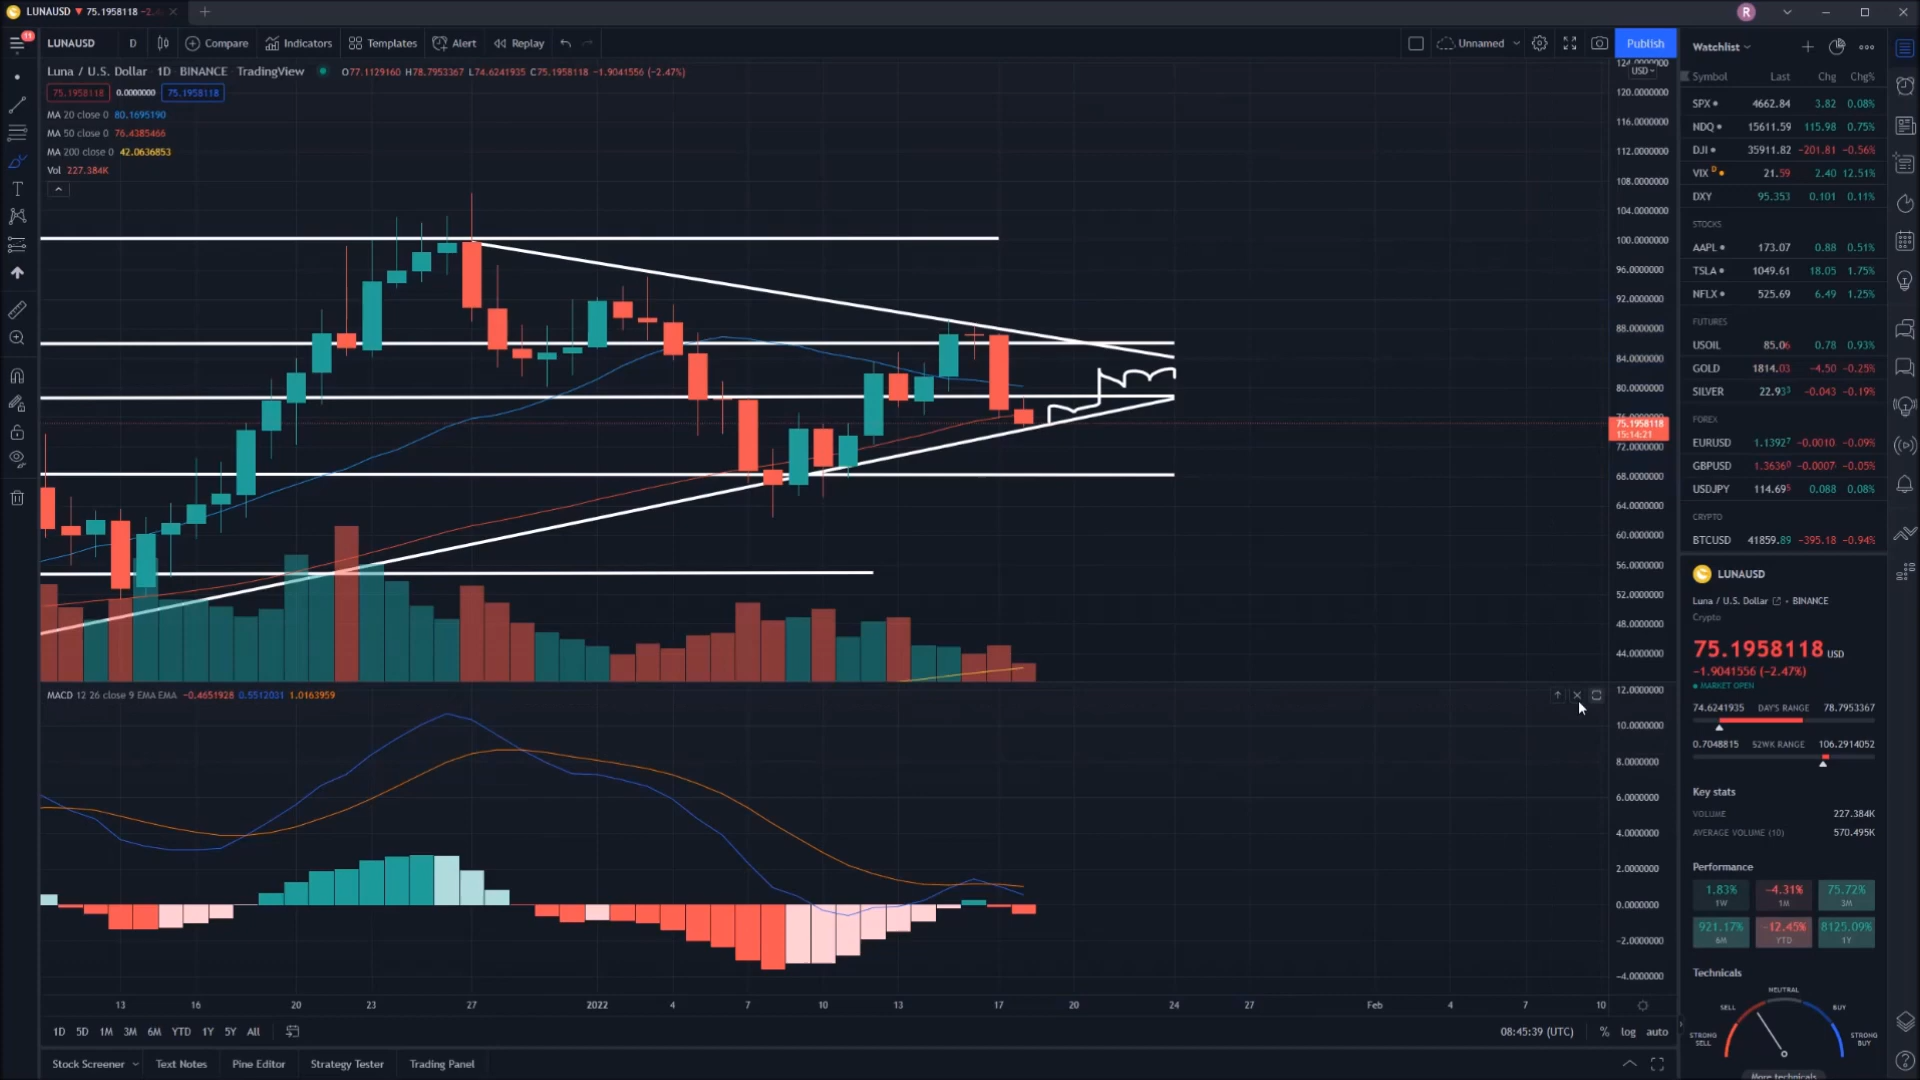 LUNAUSD ▼ 75.1958118 −2.4
R
11
LUNAUSD D Compare Indicators Templates Alert Replay Unnamed Publish
Luna / U.S. Dollar 1D BINANCE TradingView O77.1129160 H78.7953367 L74.6241935 C75.1958118 −1.9041556 (−2.47%)
75.1958118 0.0000000 75.1958118
MA 20 close 0 80.1695190
MA 50 close 0 76.4385466
MA 200 close 0 42.0636853
Vol 227.384K
124.0000000
USD
120.0000000
116.0000000
112.0000000
108.0000000
104.0000000
100.0000000
96.0000000
92.0000000
88.0000000
84.0000000
80.0000000
76.0000000
75.1958118
15:14:21
72.0000000
68.0000000
64.0000000
60.0000000
56.0000000
52.0000000
48.0000000
44.0000000
MACD 12 26 close 9 EMA EMA −0.4651928 0.5512031 1.0163959
12.0000000
10.0000000
8.0000000
6.0000000
4.0000000
2.0000000
0.0000000
−2.0000000
−4.0000000
13 16 20 23 27 2022 4 7 10 13 17 20 24 27 Feb 4 7 10
1D 5D 1M 3M 6M YTD 1Y 5Y All 08:45:39 (UTC) % log auto
Stock Screener Text Notes Pine Editor Strategy Tester Trading Panel
Watchlist
Symbol Last Chg Chg%
SPX 4662.84 3.82 0.08%
NDQ 15611.59 115.98 0.75%
DJI 35911.82 −201.81 −0.56%
VIX D 21.59 2.40 12.51%
DXY 95.353 0.101 0.11%
STOCKS
AAPL 173.07 0.88 0.51%
TSLA 1049.61 18.05 1.75%
NFLX 525.69 6.49 1.25%
FUTURES
USOIL 85.06 0.78 0.93%
GOLD 1814.03 −4.50 −0.25%
SILVER 22.933 −0.043 −0.19%
FOREX
EURUSD 1.13927 −0.0010 −0.09%
GBPUSD 1.36360 −0.0007 −0.05%
USDJPY 114.695 0.088 0.08%
CRYPTO
BTCUSD 41859.89 −395.18 −0.94%
LUNAUSD
Luna / U.S. Dollar • BINANCE
Crypto
75.1958118 USD
−1.9041556 (−2.47%)
MARKET OPEN
74.6241935 DAY'S RANGE 78.7953367
0.7048815 52WK RANGE 106.2914052
Key stats
VOLUME 227.384K
AVERAGE VOLUME (10) 570.495K
Performance
1.83% −4.31% 75.72%
1W 1M 3M
921.17% −12.45% 8125.09%
6M YTD 1Y
Technicals
NEUTRAL
SELL BUY
STRONG SELL STRONG BUY
More technicals